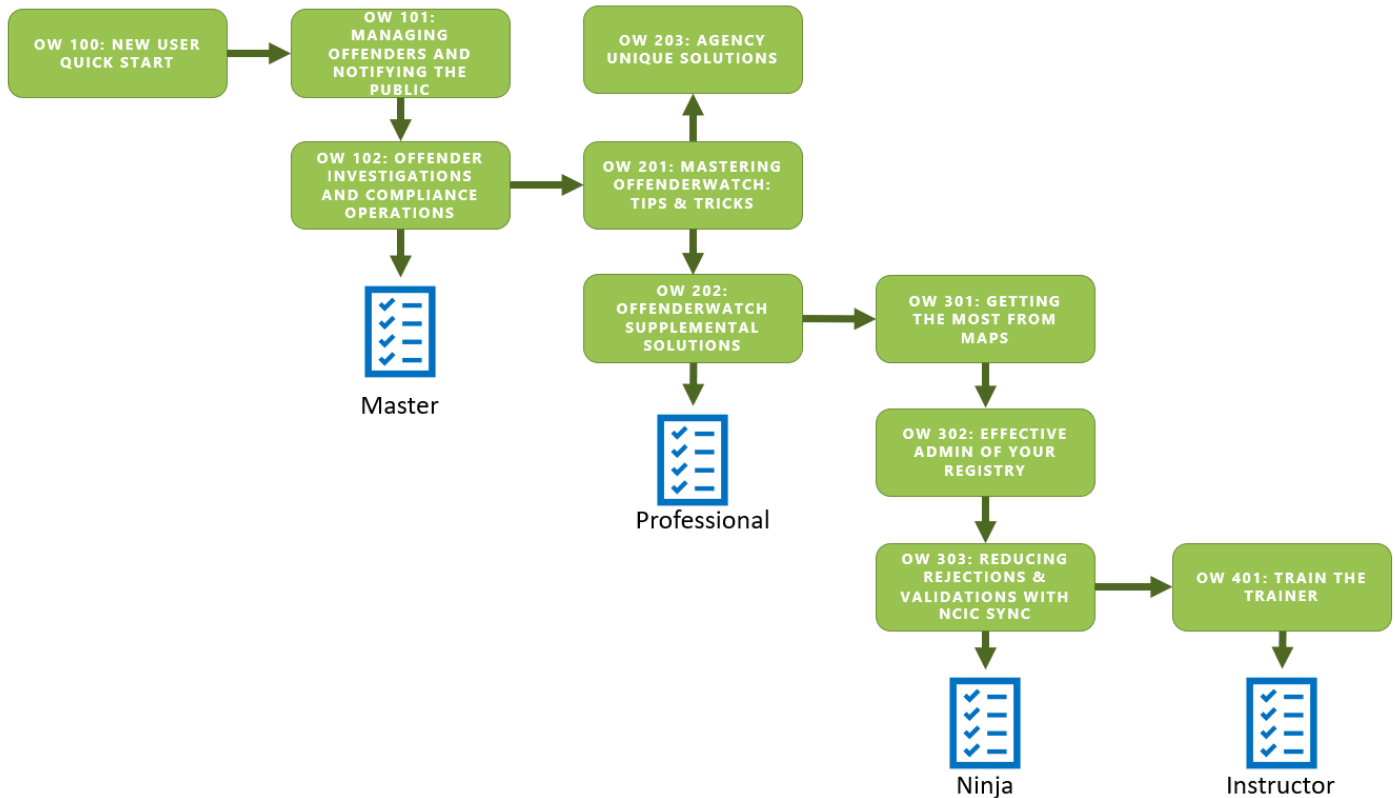 OW 100: NEW USER
QUICK START
OW 101:
MANAGING
OFFENDERS AND
NOTIFYING THE
PUBLIC
OW 203: AGENCY
UNIQUE SOLUTIONS
OW 102: OFFENDER
INVESTIGATIONS
AND COMPLIANCE
OPERATIONS
OW 201: MASTERING
OFFENDERWATCH:
TIPS & TRICKS
Master
OW 202:
OFFENDERWATCH
SUPPLEMENTAL
SOLUTIONS
OW 301: GETTING
THE MOST FROM
MAPS
Professional
OW 302: EFFECTIVE
ADMIN OF YOUR
REGISTRY
OW 303: REDUCING
REJECTIONS &
VALIDATIONS WITH
NCIC SYNC
OW 401: TRAIN THE
TRAINER
Ninja
Instructor